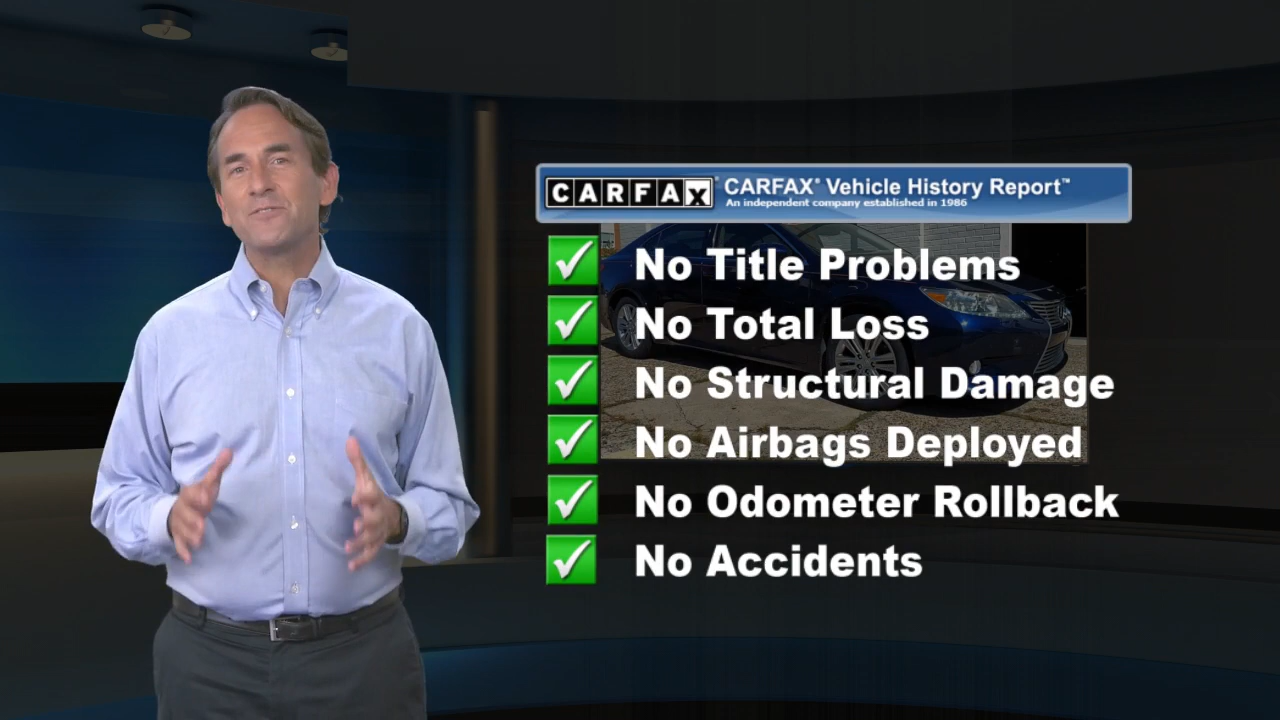 CARFAX
CARFAX® Vehicle History Report™
An independent company established in 1986
No Title Problems
No Total Loss
No Structural Damage
No Airbags Deployed
No Odometer Rollback
No Accidents